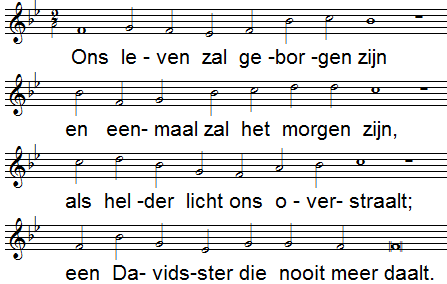 Ons le - ven zal ge -bor -gen zijn
en een- maal zal het morgen zijn,
als hel -der licht ons o - ver- straalt;
een Da- vids-ster die nooit meer daalt.